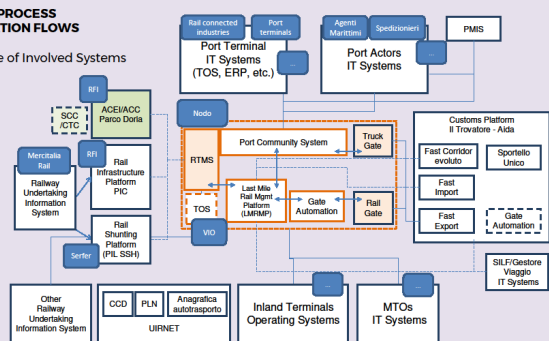 PROCESS
TION FLOWS
e of Involved Systems
Rail connected
industries
Port
terminals
Port Terminal
IT Systems
(TOS, ERP, etc.)
...
Agenti
Marittimi
Spedizionieri
Port Actors
IT Systems
...
PMIS
RFI
ACEI/ACC
Parco Doria
SCC
/CTC
Mercitalia
Rail
Railway
Undertaking
Information
System
RFI
Rail
Infrastructure
Platform
PIC
Rail
Shunting
Platform
(PIL SSH)
Serfer
Nodo
RTMS
TOS
VIO
Port Community System
Truck
Gate
Last Mile
Rail Mgmt
Platform
(LMRMP)
Gate
Automation
Rail
Gate
Customs Platform
Il Trovatore - Aida
Fast Corridor
evoluto
Sportello
Unico
Fast
Import
Fast
Export
Gate
Automation
SILF/Gestore
Viaggio
IT Systems
Other
Railway
Undertaking
Information System
CCD
PLN
Anagrafica
autotrasporto
UIRNET
...
Inland Terminals
Operating Systems
...
MTOs
IT Systems